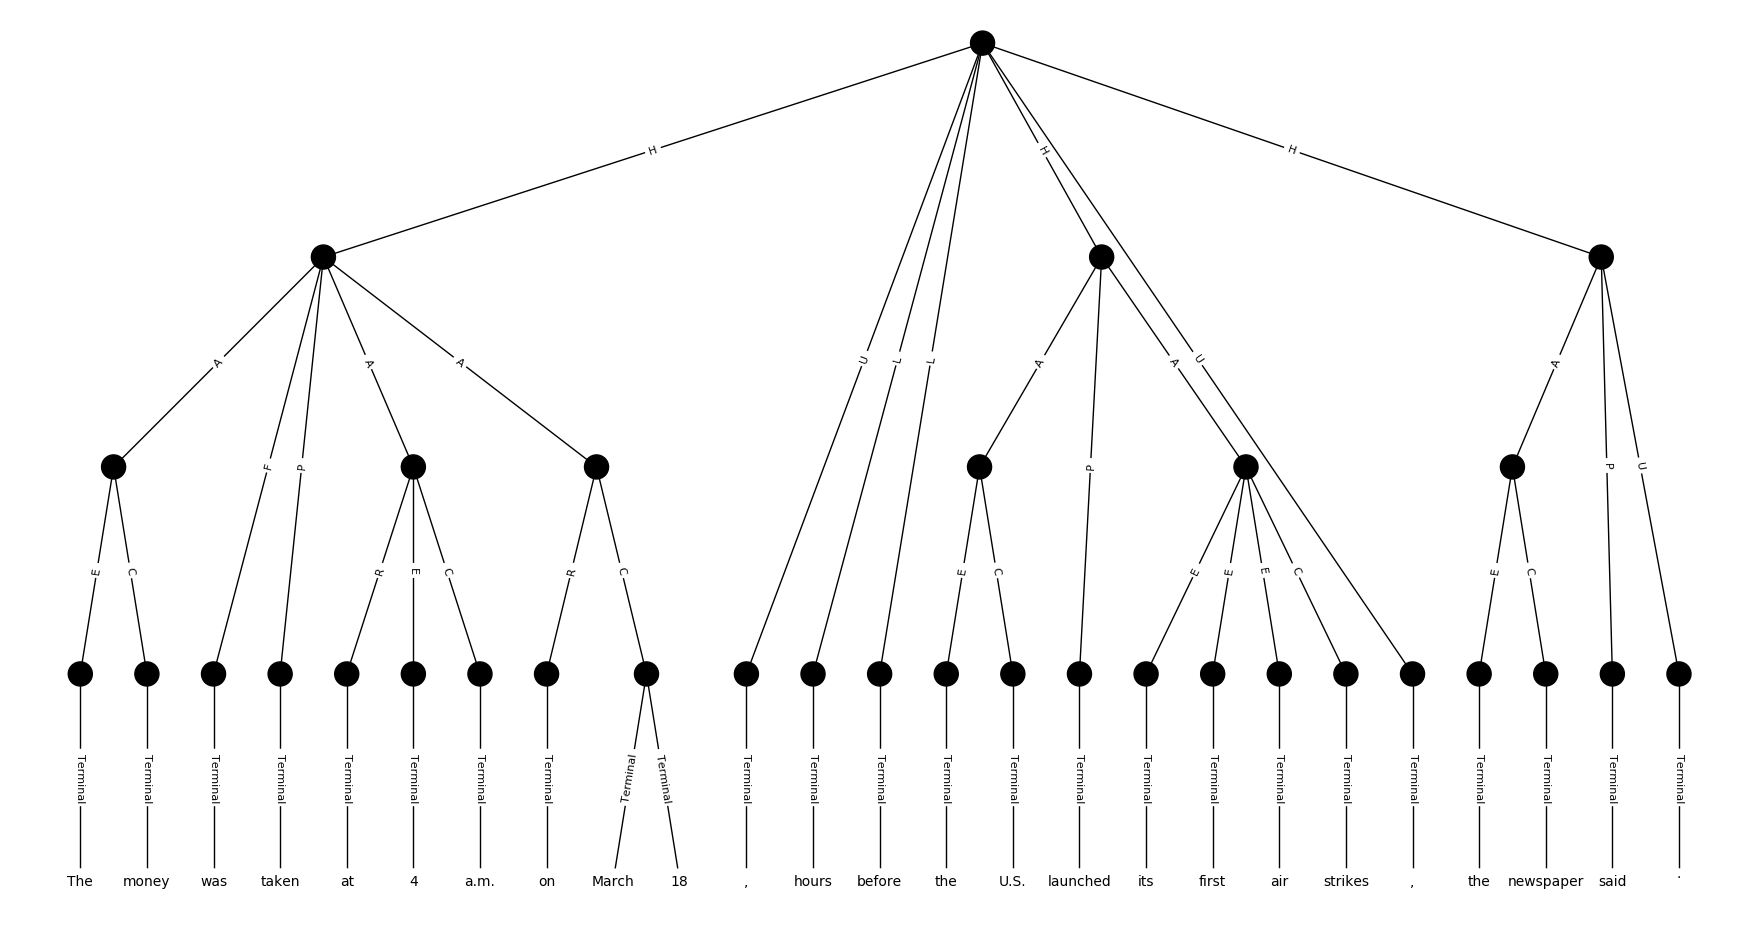 H H H
A F P A A U L L A P A U A P U
E C R E C R C E C E E E C E C
Terminal Terminal Terminal Terminal Terminal Terminal Terminal Terminal Terminal Terminal Terminal Terminal Terminal Terminal Terminal Terminal Terminal Terminal Terminal Terminal Terminal Terminal Terminal Terminal Terminal
The money was taken at 4 a.m. on March 18 , hours before the U.S. launched its first air strikes , the newspaper said .